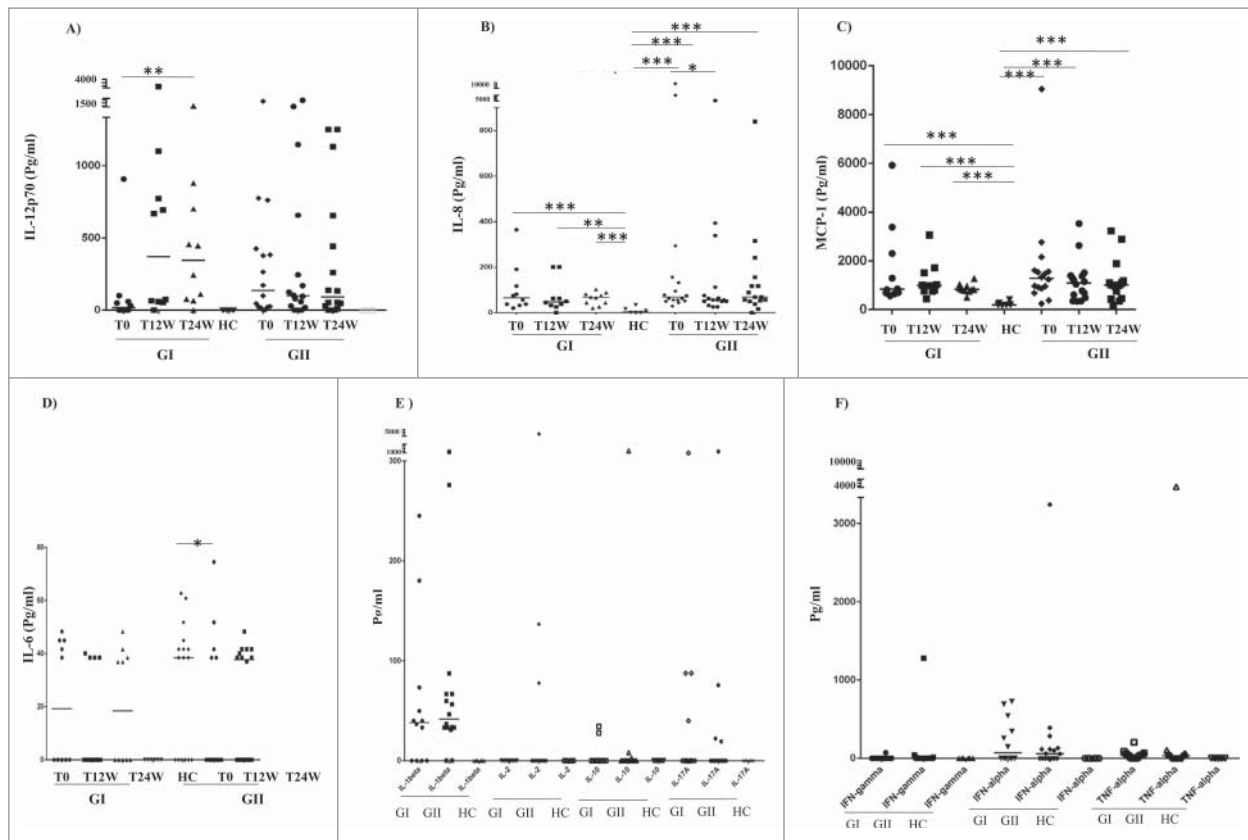 A)
**
4000
1500
1000
500
0
IL-12p70 (Pg/ml)
T0 T12W T24W HC T0 T12W T24W
GI GII
B)
***
***
*** *
10000
5000
800
600
400
200
0
IL-8 (Pg/ml)
***
**
***
T0 T12W T24W HC T0 T12W T24W
GI GII
C)
***
***
***
10000
8000
6000
4000
2000
0
MCP-1 (Pg/ml)
***
***
***
T0 T12W T24W HC T0 T12W T24W
GI GII
D)
*
80
60
40
20
0
IL-6 (Pg/ml)
T0 T12W T24W HC T0 T12W T24W
GI GII
E )
5000
1000
300
200
100
0
Pg/ml
IL-1beta IL-1beta IL-1beta IL-2 IL-2 IL-2 IL-10 IL-10 IL-10 IL-17A IL-17A IL-17A
GI GII HC GI GII HC GI GII HC GI GII HC
F)
10000
4000
3000
2000
1000
0
Pg/ml
IFN-gamma IFN-gamma IFN-gamma IFN-alpha IFN-alpha IFN-alpha TNF-alpha TNF-alpha TNF-alpha
GI GII HC GI GII HC GI GII HC